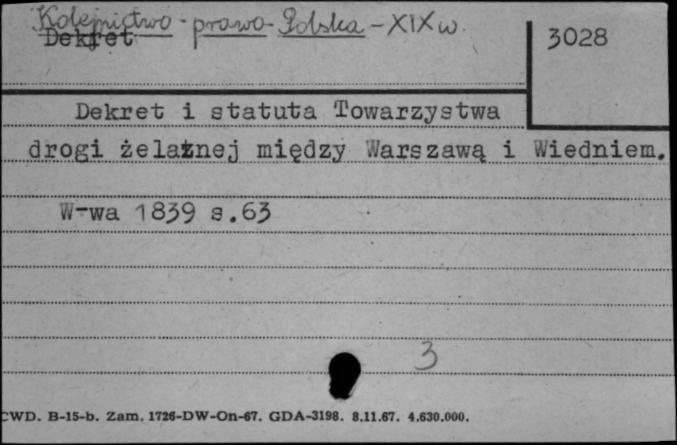 Kolejnictwo - prawo - Polska - XIX w.
Dekret
3028
Dekret i statuta Towarzystwa
drogi żelaznej między Warszawą i Wiedniem.
W-wa 1839 s.63
3
CWD. B-15-b. Zam. 1726-DW-On-67. GDA-3198. 8.11.67. 4.630.000.